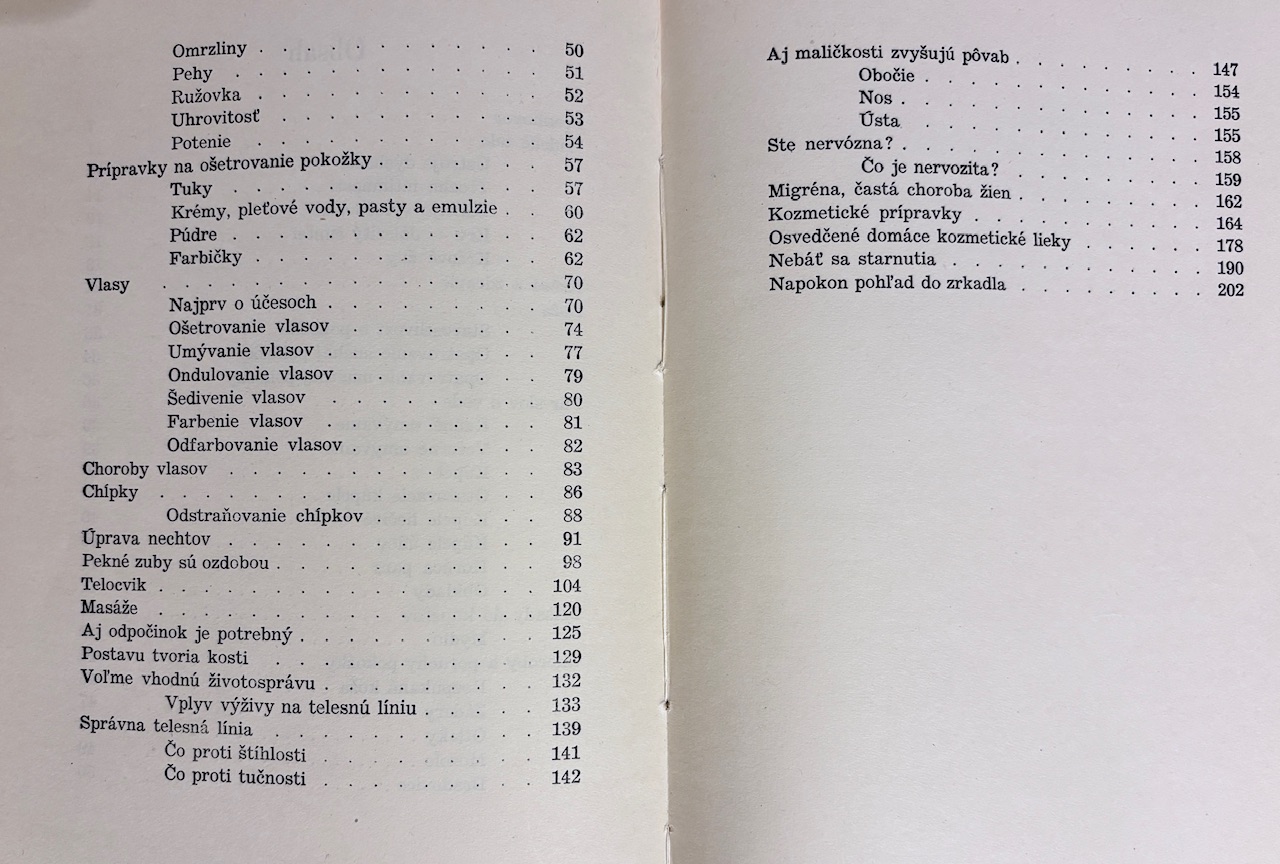 Omrzliny . . . . . . . . . . . . 50
Pehy . . . . . . . . . . . . 51
Ružovka . . . . . . . . . . . . 52
Uhrovitosť . . . . . . . . . . . 53
Potenie . . . . . . . . . . . . 54
Prípravky na ošetrovanie pokožky . . . . . . . 57
Tuky . . . . . . . . . . . . 57
Krémy, pleťové vody, pasty a emulzie . . 60
Púdre . . . . . . . . . . . . 62
Farbičky . . . . . . . . . . . . 62
Vlasy . . . . . . . . . . . . . . . 70
Najprv o účesoch . . . . . . . . . 70
Ošetrovanie vlasov . . . . . . . . 74
Umývanie vlasov . . . . . . . . . 77
Ondulovanie vlasov . . . . . . . . 79
Šedivenie vlasov . . . . . . . . . 80
Farbenie vlasov . . . . . . . . . 81
Odfarbovanie vlasov . . . . . . . . 82
Choroby vlasov . . . . . . . . . . . . 83
Chĺpky . . . . . . . . . . . . . . . 86
Odstraňovanie chĺpkov . . . . . . . 88
Úprava nechtov . . . . . . . . . . . . 91
Pekné zuby sú ozdobou . . . . . . . . . . . 98
Telocvik . . . . . . . . . . . . . . . 104
Masáže . . . . . . . . . . . . . . . 120
Aj odpočinok je potrebný . . . . . . . . . . 125
Postavu tvoria kosti . . . . . . . . . . . 129
Voľme vhodnú životosprávu . . . . . . . . . 132
Vplyv výživy na telesnú líniu . . . . . 133
Správna telesná línia . . . . . . . . . . . 139
Čo proti štíhlosti . . . . . . . . . 141
Čo proti tučnosti . . . . . . . . . 142
Aj maličkosti zvyšujú pôvab . . . . . . . . 147
Obočie . . . . . . . . . . . . 154
Nos . . . . . . . . . . . . . 155
Ústa . . . . . . . . . . . . 155
Ste nervózna? . . . . . . . . . . . . . 158
Čo je nervozita? . . . . . . . . 159
Migréna, častá choroba žien . . . . . . . . 162
Kozmetické prípravky . . . . . . . . . . 164
Osvedčené domáce kozmetické lieky . . . . . 178
Nebáť sa starnutia . . . . . . . . . . . 190
Napokon pohľad do zrkadla . . . . . . . . 202